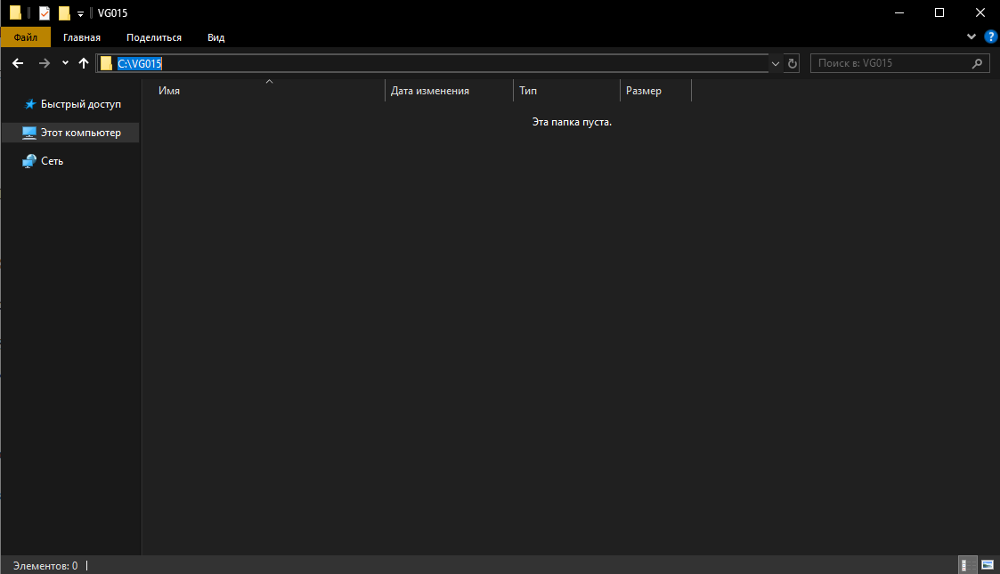 VG015
Файл Главная Поделиться Вид
C:\VG015 Поиск в: VG015
Имя Дата изменения Тип Размер
Быстрый доступ
Эта папка пуста.
Этот компьютер
Сеть
Элементов: 0